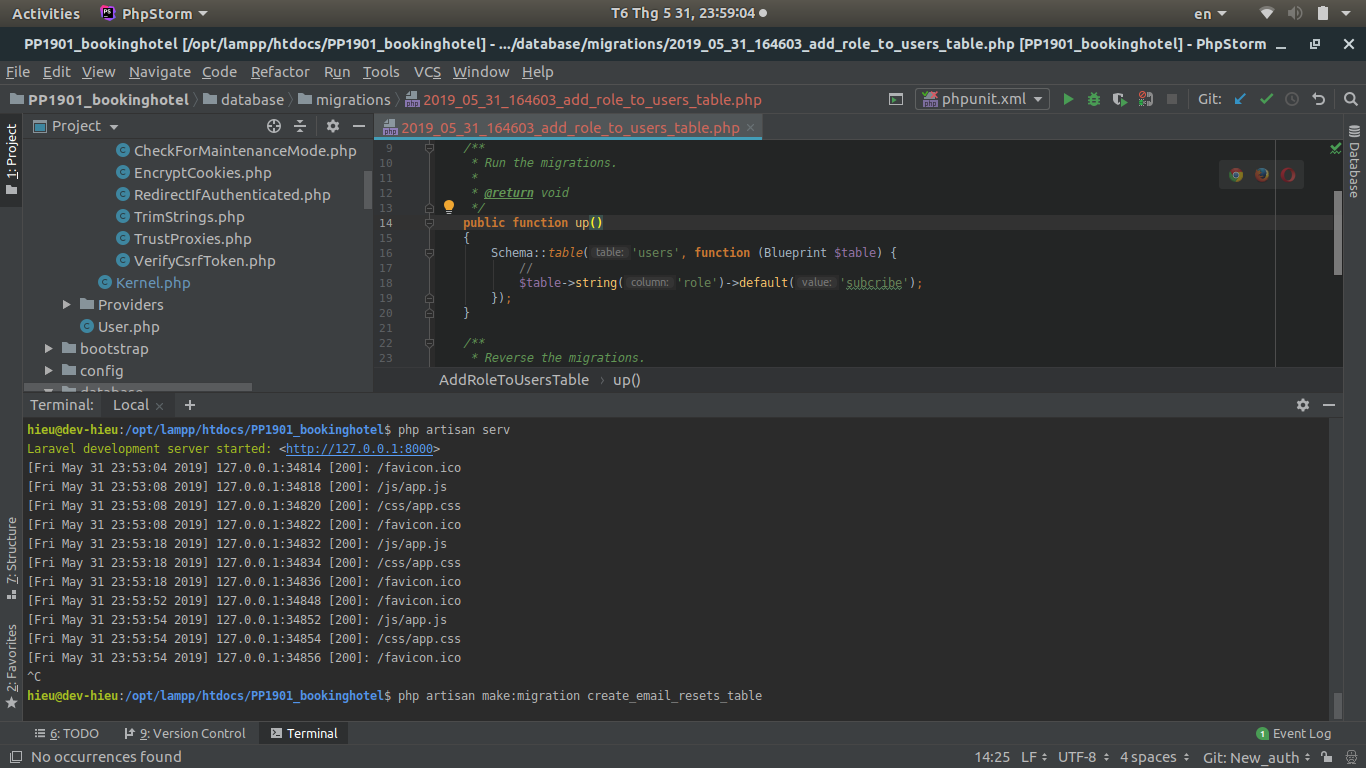 Activities PhpStorm T6 Thg 5 31, 23:59:04 en
PP1901_bookinghotel [/opt/lampp/htdocs/PP1901_bookinghotel] - .../database/migrations/2019_05_31_164603_add_role_to_users_table.php [PP1901_bookinghotel] - PhpStorm
File Edit View Navigate Code Refactor Run Tools VCS Window Help
PP1901_bookinghotel database migrations 2019_05_31_164603_add_role_to_users_table.php phpunit.xml Git:
1: Project
Project
CheckForMaintenanceMode.php
EncryptCookies.php
RedirectIfAuthenticated.php
TrimStrings.php
TrustProxies.php
VerifyCsrfToken.php
Kernel.php
Providers
User.php
bootstrap
config
database
2019_05_31_164603_add_role_to_users_table.php
9 /**
10 * Run the migrations.
11 *
12 * @return void
13 */
14 public function up()
15 {
16 Schema::table( table: 'users', function (Blueprint $table) {
17 //
18 $table->string( column: 'role')->default( value: 'subcribe');
19 });
20 }
21
22 /**
23 * Reverse the migrations.
AddRoleToUsersTable › up()
Database
Terminal: Local × +
hieu@dev-hieu:/opt/lampp/htdocs/PP1901_bookinghotel$ php artisan serv
Laravel development server started: <http://127.0.0.1:8000>
[Fri May 31 23:53:04 2019] 127.0.0.1:34814 [200]: /favicon.ico
[Fri May 31 23:53:08 2019] 127.0.0.1:34818 [200]: /js/app.js
[Fri May 31 23:53:08 2019] 127.0.0.1:34820 [200]: /css/app.css
[Fri May 31 23:53:08 2019] 127.0.0.1:34822 [200]: /favicon.ico
[Fri May 31 23:53:18 2019] 127.0.0.1:34832 [200]: /js/app.js
[Fri May 31 23:53:18 2019] 127.0.0.1:34834 [200]: /css/app.css
[Fri May 31 23:53:18 2019] 127.0.0.1:34836 [200]: /favicon.ico
[Fri May 31 23:53:52 2019] 127.0.0.1:34848 [200]: /favicon.ico
[Fri May 31 23:53:54 2019] 127.0.0.1:34852 [200]: /js/app.js
[Fri May 31 23:53:54 2019] 127.0.0.1:34854 [200]: /css/app.css
[Fri May 31 23:53:54 2019] 127.0.0.1:34856 [200]: /favicon.ico
^C
hieu@dev-hieu:/opt/lampp/htdocs/PP1901_bookinghotel$ php artisan make:migration create_email_resets_table
7: Structure
2: Favorites
6: TODO 9: Version Control Terminal 1 Event Log
No occurrences found 14:25 LF UTF-8 4 spaces Git: New_auth